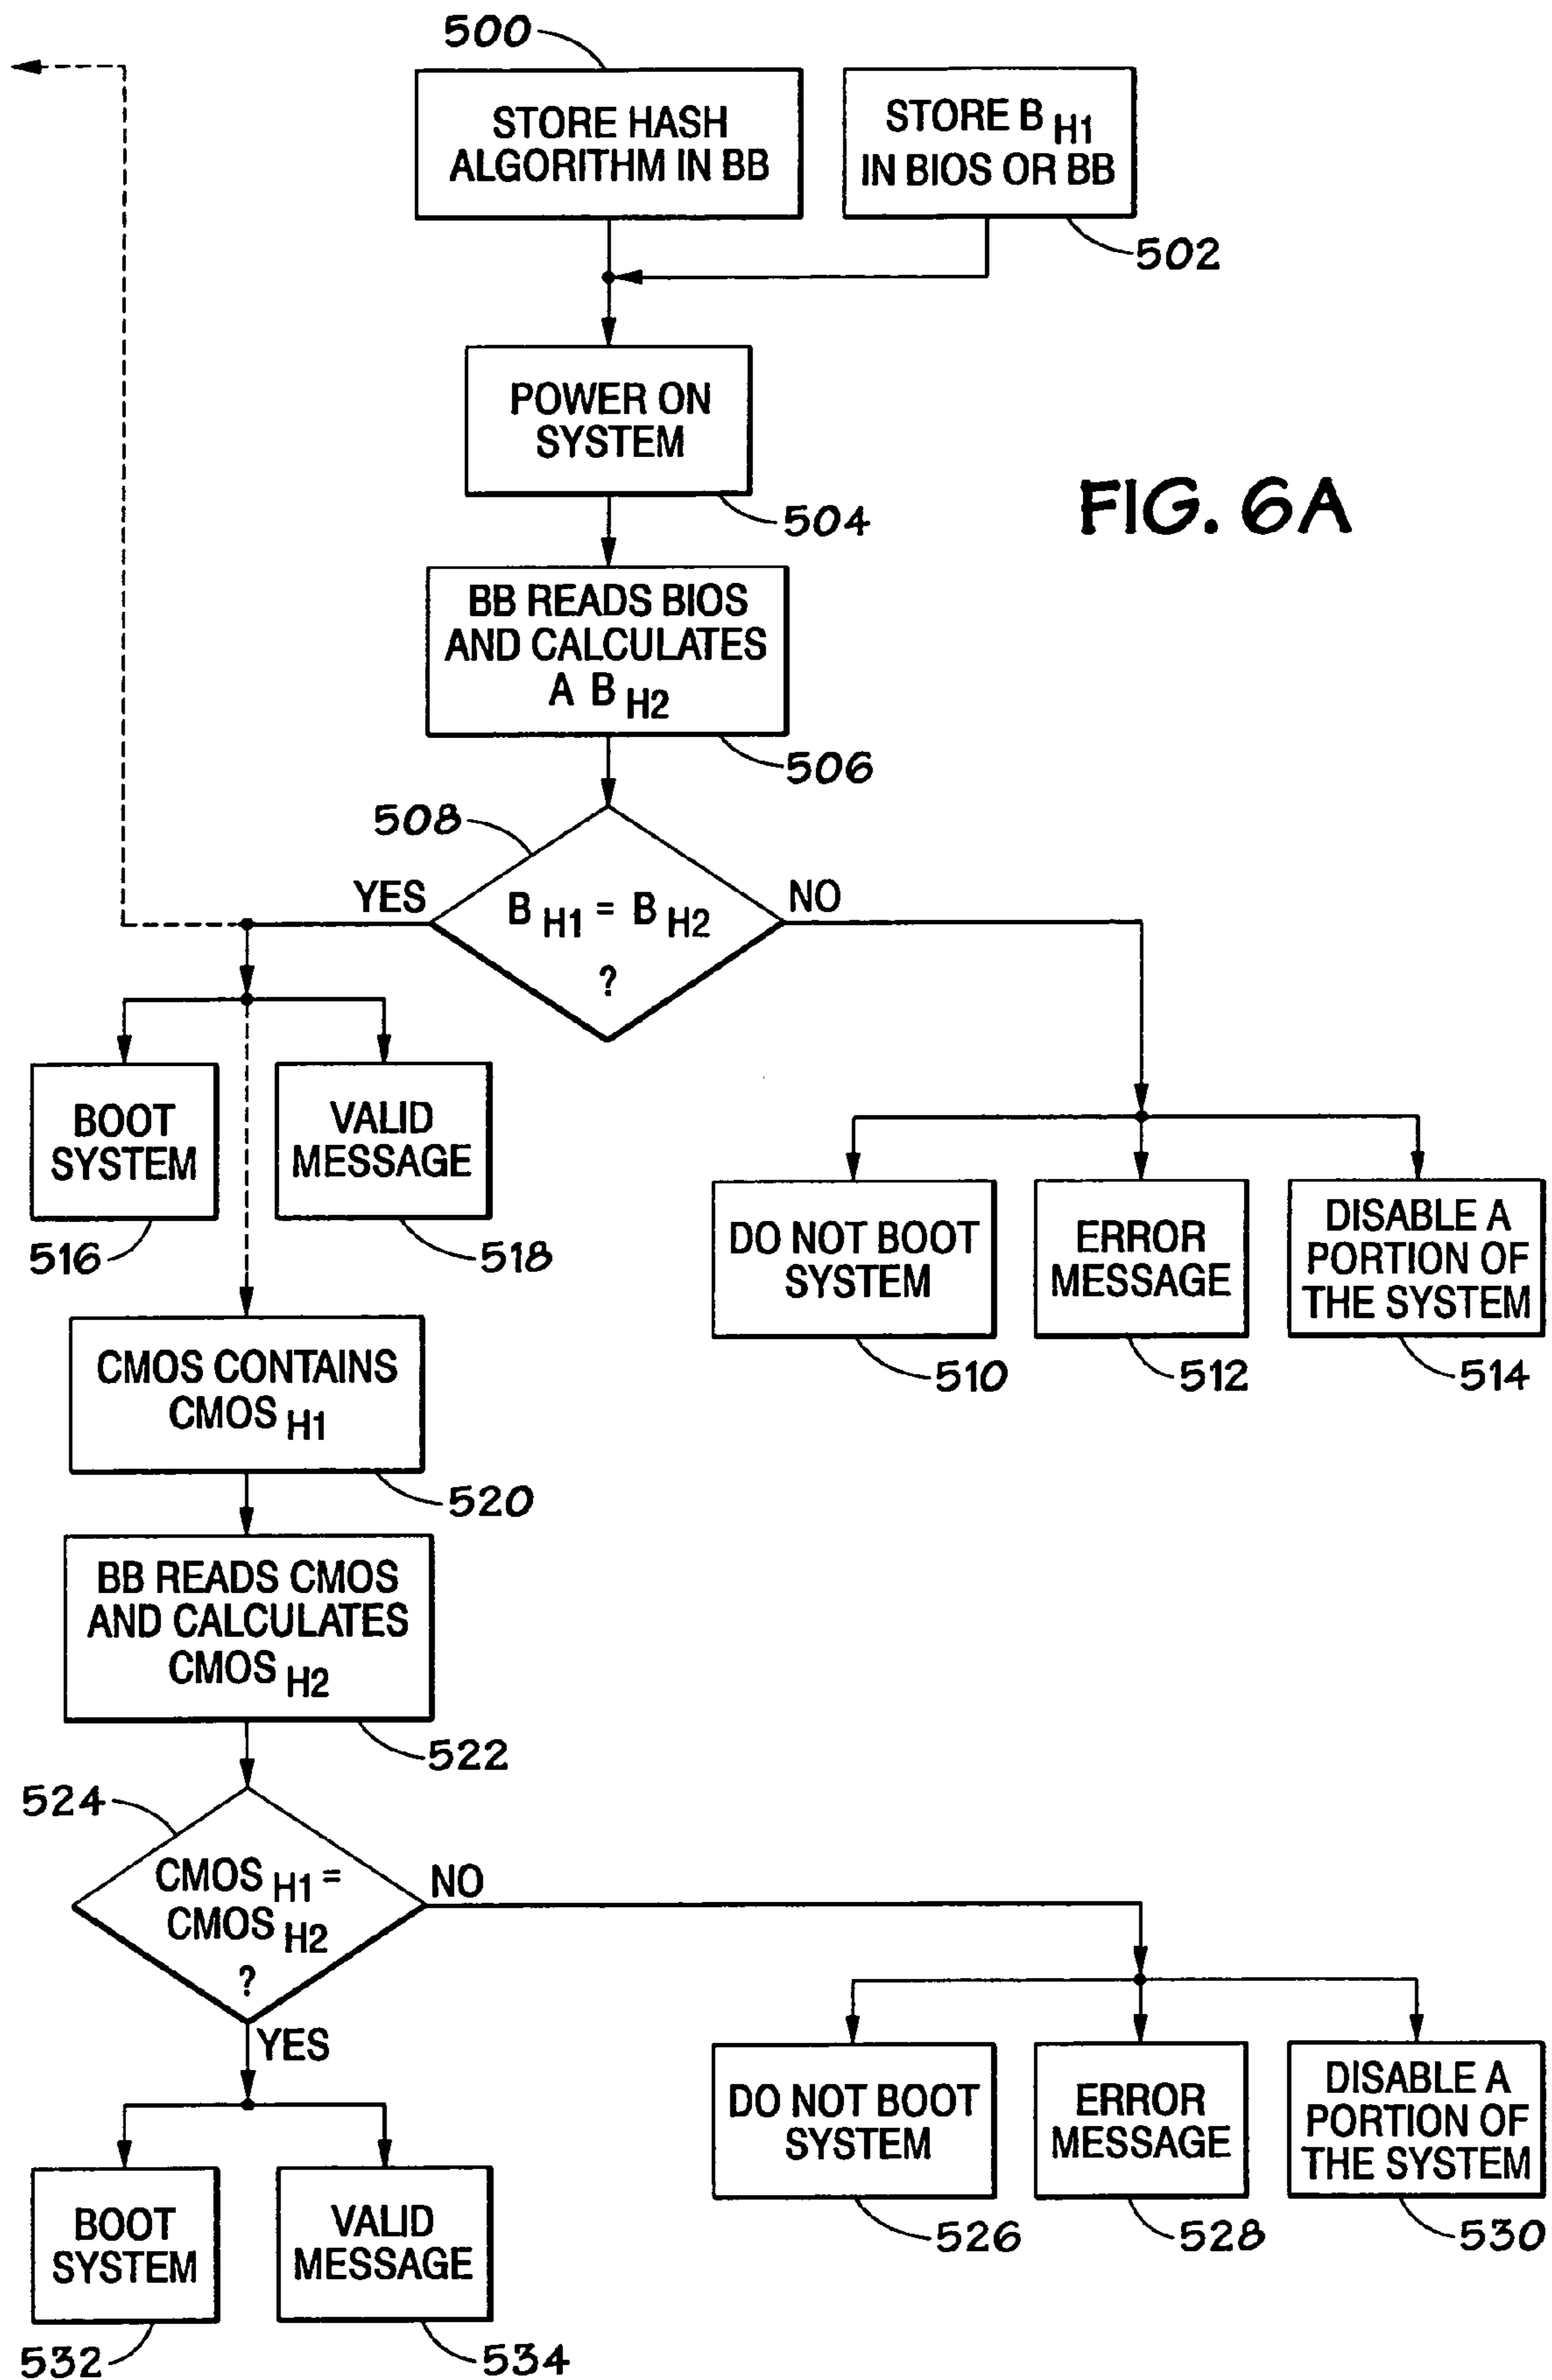 500
STORE HASH
ALGORITHM IN BB
STORE B H1
IN BIOS OR BB
502
POWER ON
SYSTEM
504
FIG. 6A
BB READS BIOS
AND CALCULATES
A B H2
506
508
YES
B H1 = B H2
?
NO
BOOT
SYSTEM
516
VALID
MESSAGE
518
DO NOT BOOT
SYSTEM
510
ERROR
MESSAGE
512
DISABLE A
PORTION OF
THE SYSTEM
514
CMOS CONTAINS
CMOS H1
520
BB READS CMOS
AND CALCULATES
CMOS H2
522
524
CMOS H1 =
CMOS H2
?
NO
YES
DO NOT BOOT
SYSTEM
526
ERROR
MESSAGE
528
DISABLE A
PORTION OF
THE SYSTEM
530
BOOT
SYSTEM
532
VALID
MESSAGE
534